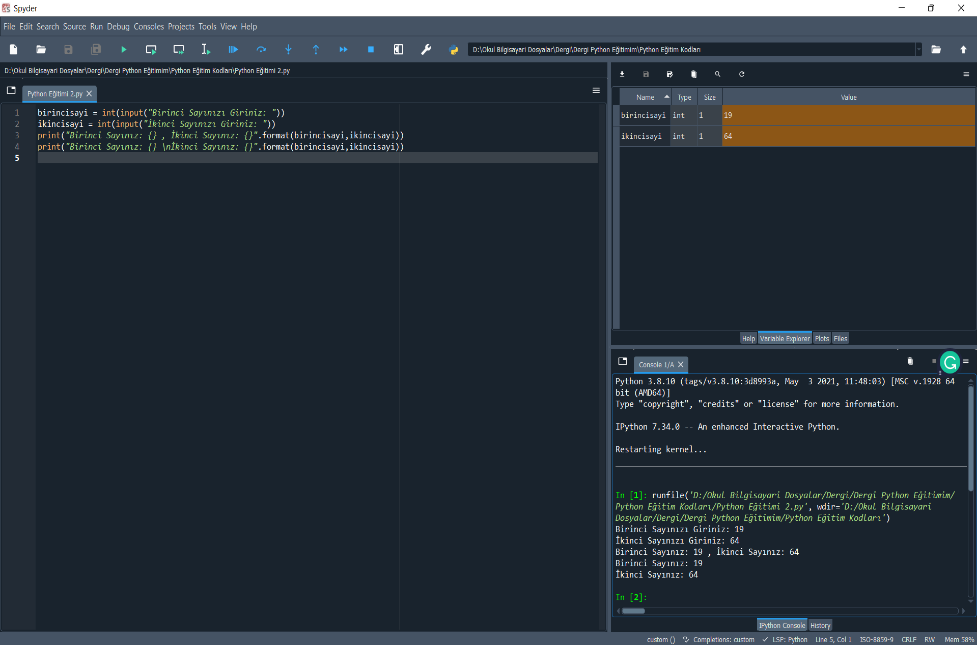 Spyder
File Edit Search Source Run Debug Consoles Projects Tools View Help
D:\Okul Bilgisayari Dosyalar\Dergi\Dergi Python Eğitimim\Python Eğitim Kodları
D:\Okul Bilgisayari Dosyalar\Dergi\Dergi Python Eğitimim\Python Eğitim Kodları\Python Eğitimi 2.py
Python Eğitimi 2.py
1 birincisayi = int(input("Birinci Sayınızı Giriniz: "))
2 ikincisayi = int(input("İkinci Sayınızı Giriniz: "))
3 print("Birinci Sayınız: {} , İkinci Sayınız: {}".format(birincisayi,ikincisayi))
4 print("Birinci Sayınız: {} \nİkinci Sayınız: {}".format(birincisayi,ikincisayi))
5
Name Type Size Value
birincisayi int 1 19
ikincisayi int 1 64
Help Variable Explorer Plots Files
Console 1/A
Python 3.8.10 (tags/v3.8.10:3d8993a, May  3 2021, 11:48:03) [MSC v.1928 64
bit (AMD64)]
Type "copyright", "credits" or "license" for more information.
IPython 7.34.0 -- An enhanced Interactive Python.
Restarting kernel...
In [1]: runfile('D:/Okul Bilgisayari Dosyalar/Dergi/Dergi Python Eğitimim/
Python Eğitim Kodları/Python Eğitimi 2.py', wdir='D:/Okul Bilgisayari
Dosyalar/Dergi/Dergi Python Eğitimim/Python Eğitim Kodları')
Birinci Sayınızı Giriniz: 19
İkinci Sayınızı Giriniz: 64
Birinci Sayınız: 19 , İkinci Sayınız: 64
Birinci Sayınız: 19
İkinci Sayınız: 64
In [2]:
IPython Console History
custom () Completions: custom LSP: Python Line 5, Col 1 ISO-8859-9 CRLF RW Mem 58%